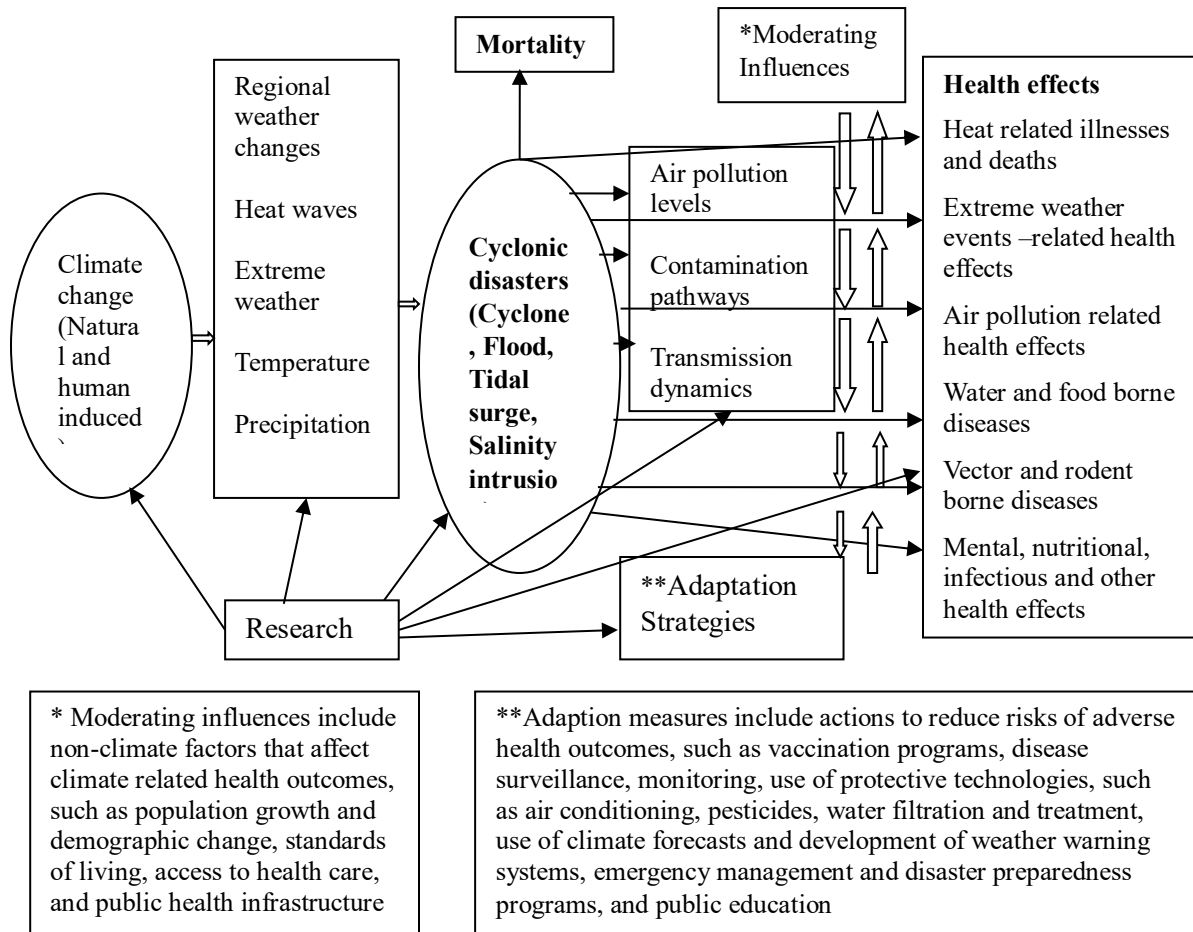 Mortality
*Moderating
Influences
Regional
weather
changes
Heat waves
Extreme
weather
Temperature
Precipitation
Climate
change
(Natura
l and
human
induced
Cyclonic
disasters
(Cyclone
, Flood,
Tidal
surge,
Salinity
intrusio
Air pollution
levels
Contamination
pathways
Transmission
dynamics
Health effects
Heat related illnesses
and deaths
Extreme weather
events –related health
effects
Air pollution related
health effects
Water and food borne
diseases
Vector and rodent
borne diseases
Mental, nutritional,
infectious and other
health effects
Research
**Adaptation
Strategies
* Moderating influences include
non-climate factors that affect
climate related health outcomes,
such as population growth and
demographic change, standards
of living, access to health care,
and public health infrastructure
**Adaption measures include actions to reduce risks of adverse
health outcomes, such as vaccination programs, disease
surveillance, monitoring, use of protective technologies, such
as air conditioning, pesticides, water filtration and treatment,
use of climate forecasts and development of weather warning
systems, emergency management and disaster preparedness
programs, and public education